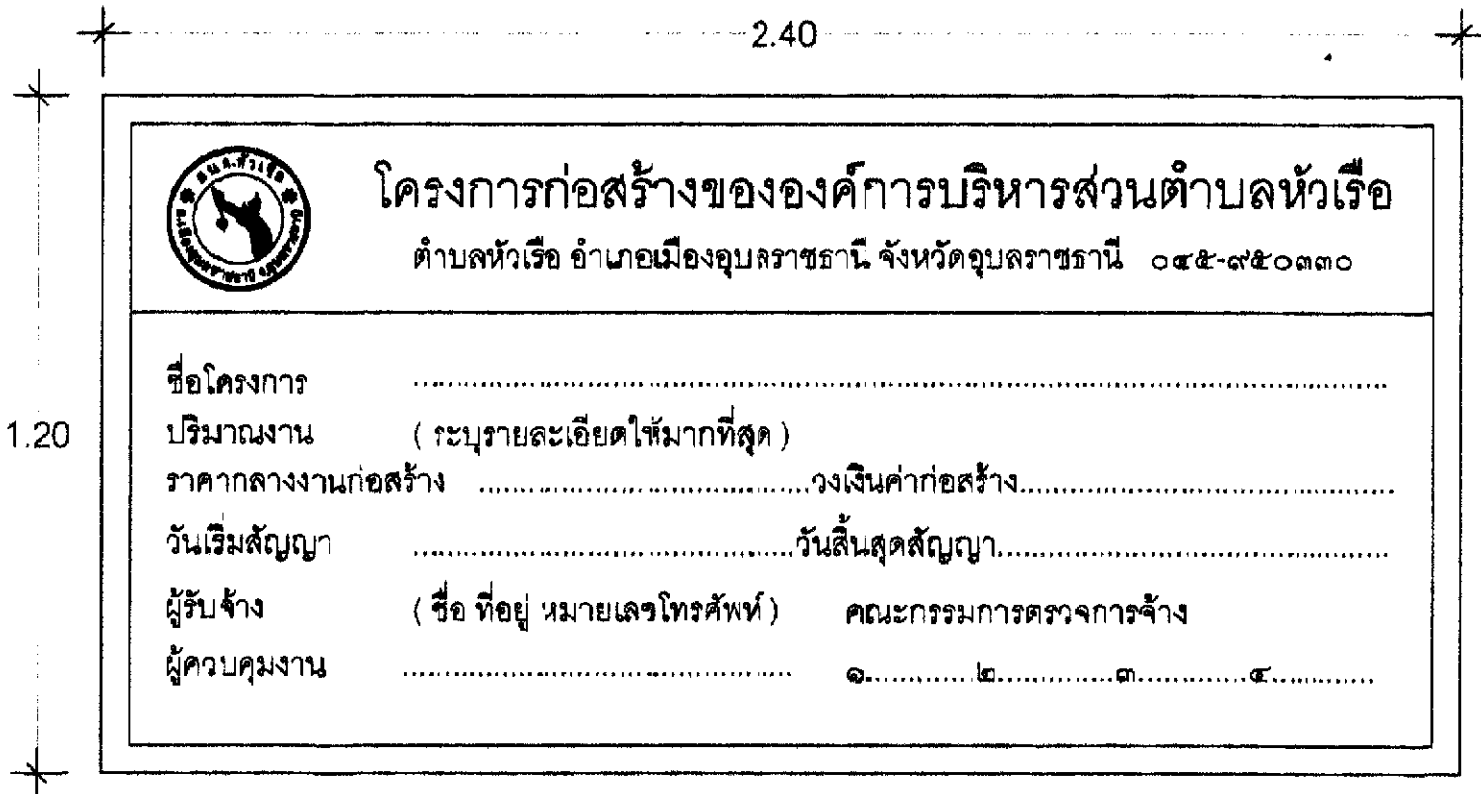 2.40
1.20
อบต.หัวเรือ
โครงการก่อสร้างขององค์การบริหารส่วนตำบลหัวเรือ
ตำบลหัวเรือ อำเภอเมืองอุบลราชธานี จังหวัดอุบลราชธานี ๐๔๕-๙๕๐๓๓๐
ชื่อโครงการ ........................................
ปริมาณงาน ( ระบุรายละเอียดให้มากที่สุด )
ราคากลางงานก่อสร้าง ....................วงเงินค่าก่อสร้าง....................
วันเริ่มสัญญา ....................วันสิ้นสุดสัญญา....................
ผู้รับจ้าง ( ชื่อ ที่อยู่ หมายเลขโทรศัพท์ ) คณะกรรมการตรวจการจ้าง
ผู้ควบคุมงาน .................... ๑............๒............๓............๔............